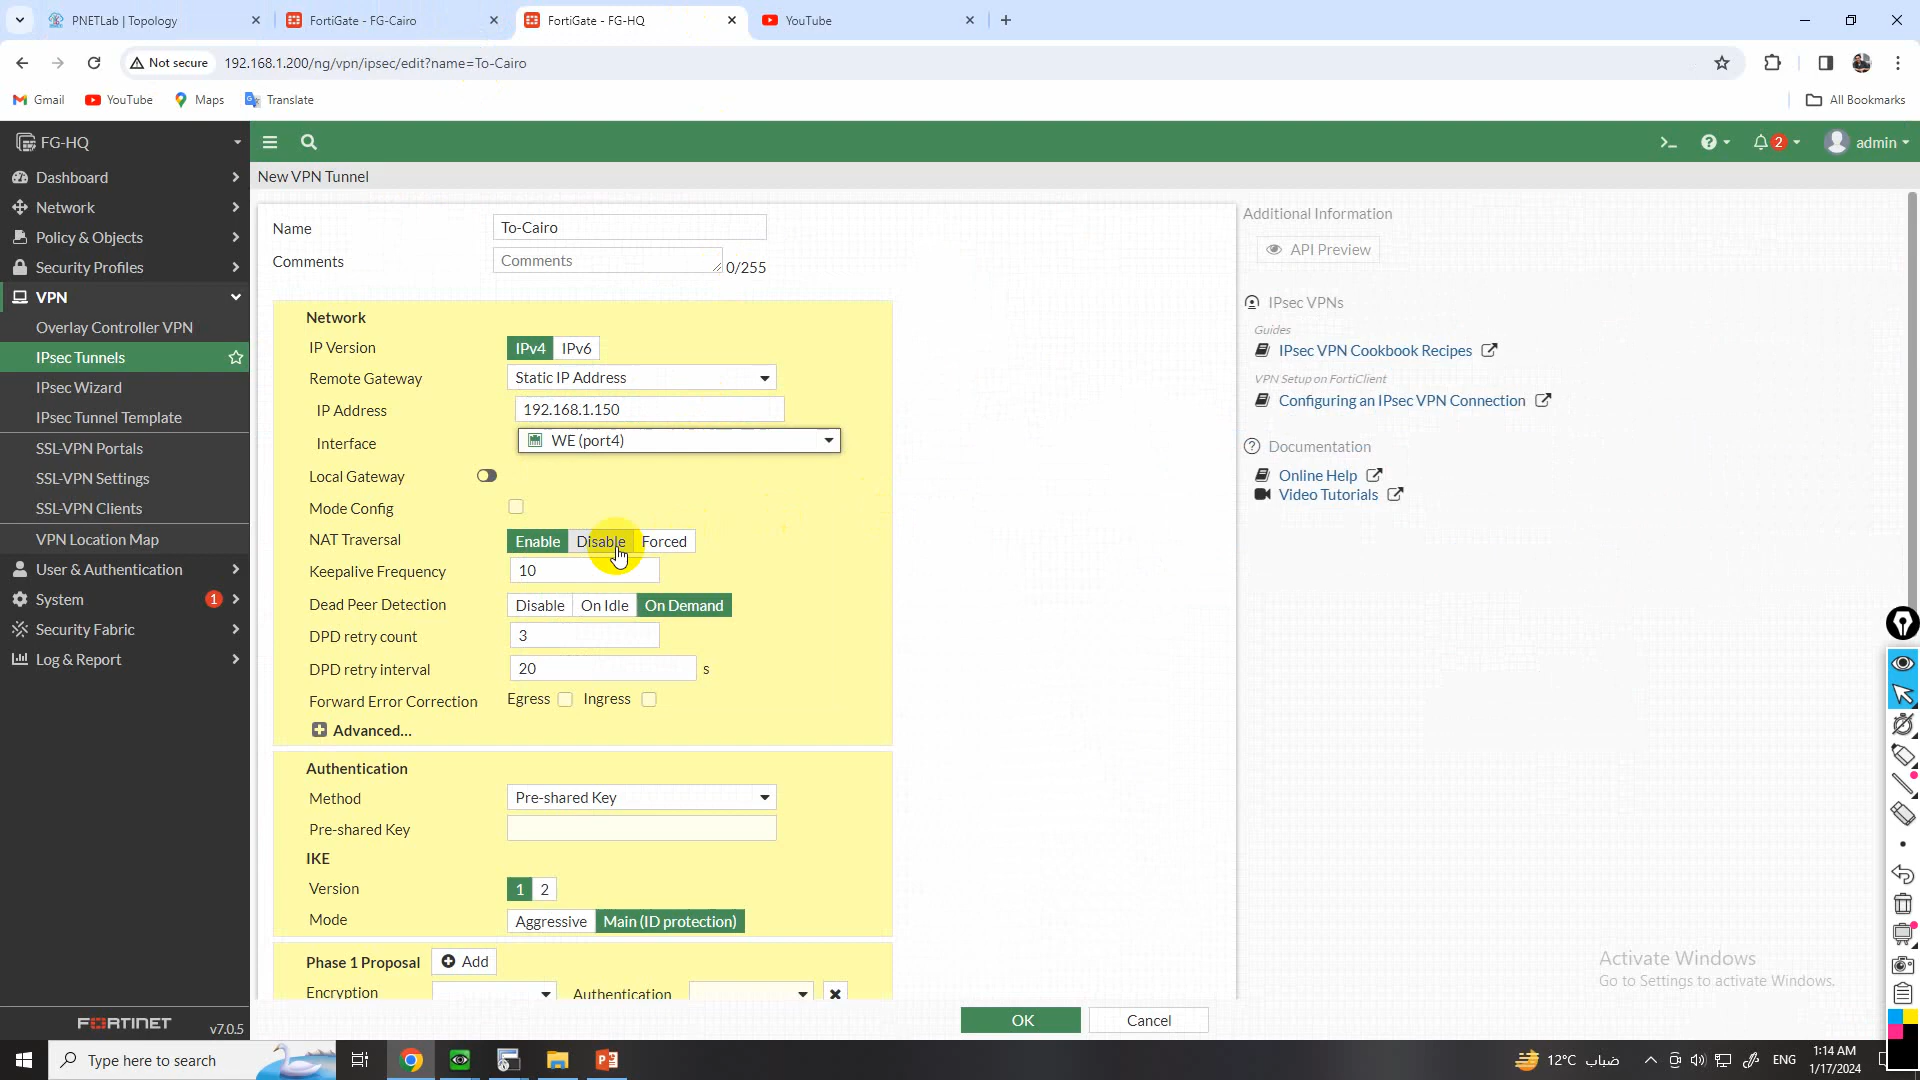 PNETLab | Topology
FortiGate - FG-Cairo
FortiGate - FG-HQ
YouTube
Not secure
192.168.1.200/ng/vpn/ipsec/edit?name=To-Cairo
Gmail
YouTube
Maps
Translate
All Bookmarks
FG-HQ
2
admin
Dashboard
Network
Policy & Objects
Security Profiles
VPN
Overlay Controller VPN
IPsec Tunnels
IPsec Wizard
IPsec Tunnel Template
SSL-VPN Portals
SSL-VPN Settings
SSL-VPN Clients
VPN Location Map
User & Authentication
System 1
Security Fabric
Log & Report
FORTINET v7.0.5
New VPN Tunnel
Name To-Cairo
Comments Comments 0/255
Network
IP Version IPv4 IPv6
Remote Gateway Static IP Address
IP Address 192.168.1.150
Interface WE (port4)
Local Gateway
Mode Config
NAT Traversal Enable Disable Forced
Keepalive Frequency 10
Dead Peer Detection Disable On Idle On Demand
DPD retry count 3
DPD retry interval 20 s
Forward Error Correction Egress Ingress
Advanced...
Authentication
Method Pre-shared Key
Pre-shared Key
IKE
Version 1 2
Mode Aggressive Main (ID protection)
Phase 1 Proposal Add
Encryption Authentication
OK Cancel
Additional Information
API Preview
IPsec VPNs
Guides
IPsec VPN Cookbook Recipes
VPN Setup on FortiClient
Configuring an IPsec VPN Connection
Documentation
Online Help
Video Tutorials
Activate Windows
Go to Settings to activate Windows.
Type here to search
12°C ضباب
ENG
1:14 AM
1/17/2024